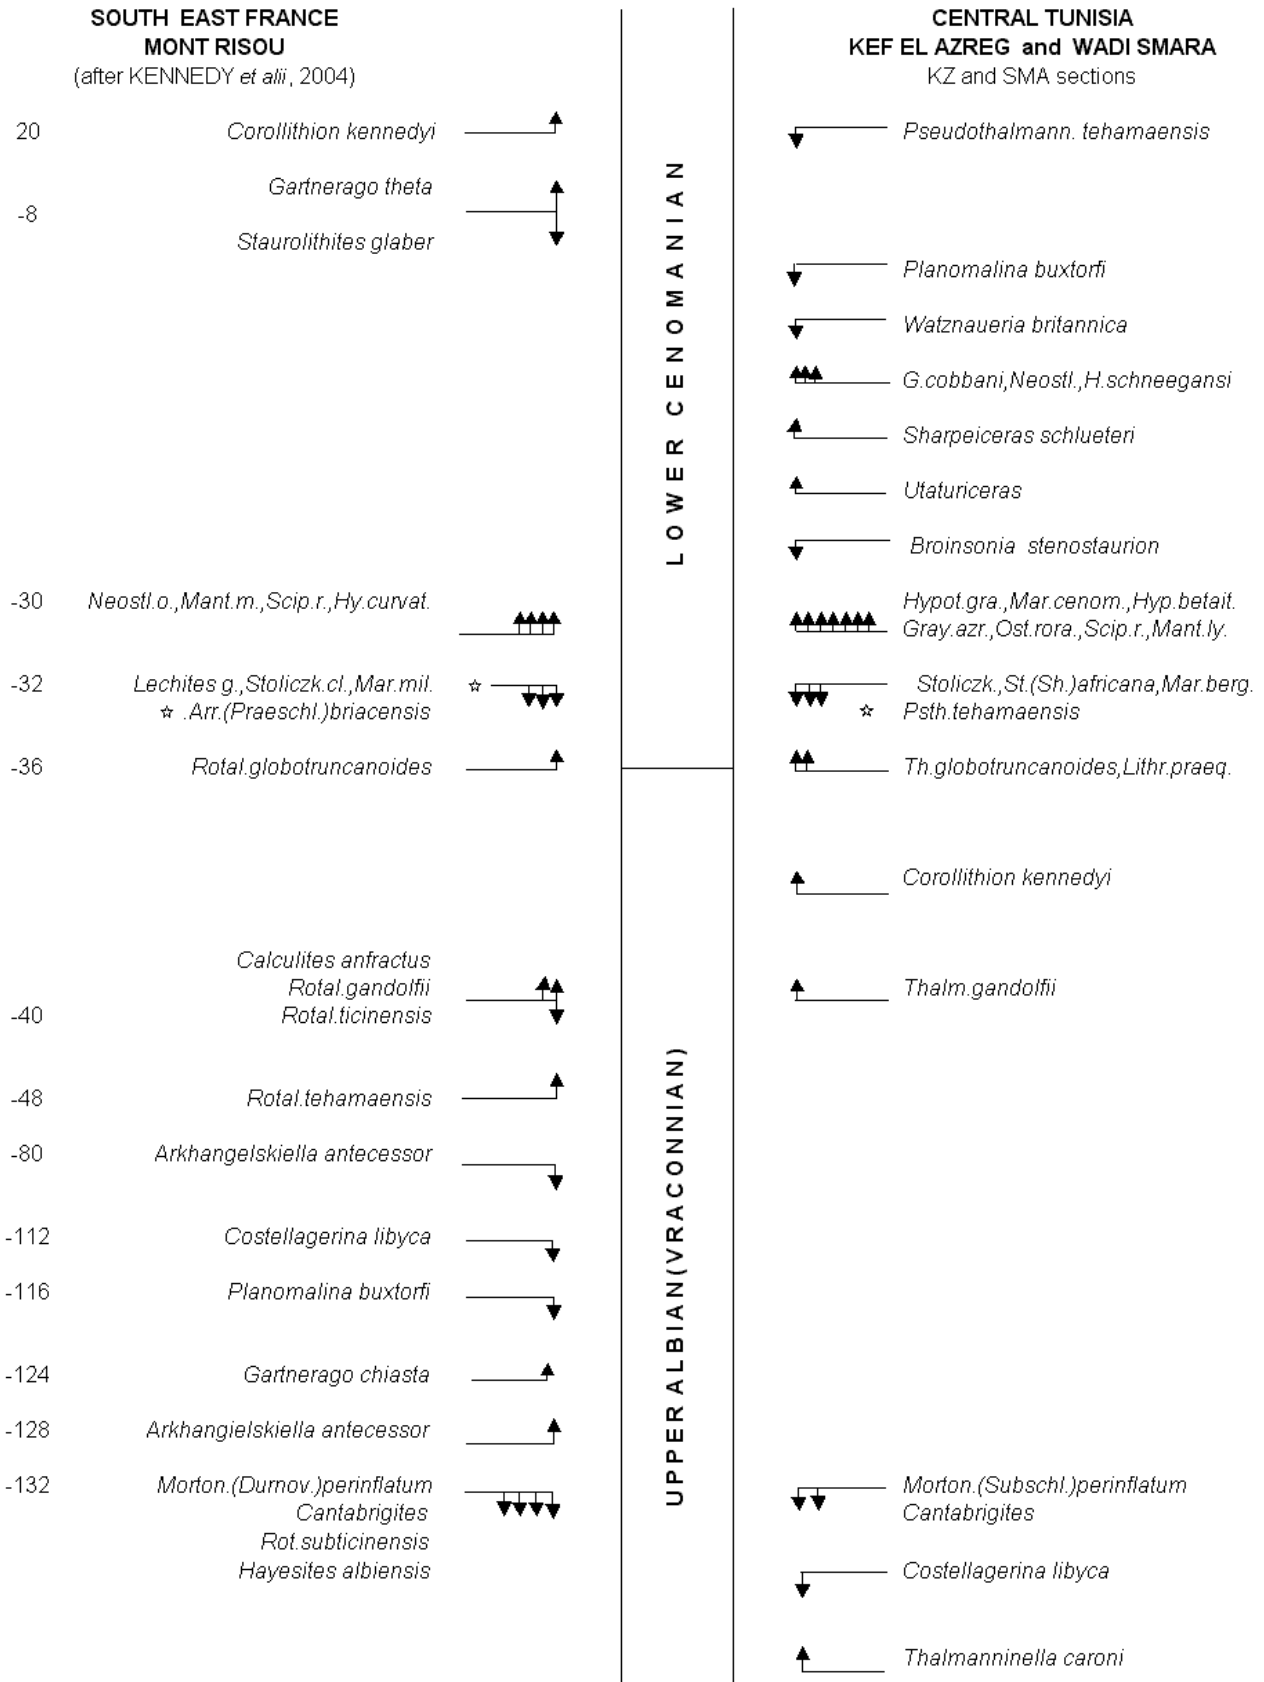 SOUTH EAST FRANCE
MONT RISOU
(after KENNEDY et alii, 2004)
20 Corollithion kennedyi
Gartnerago theta
-8
Staurolithites glaber
-30 Neostl.o.,Mant.m.,Scip.r.,Hy.curvat.
-32 Lechites g.,Stoliczk.cl.,Mar.mil. ☆
☆ .Arr.(Praeschl.)briacensis
-36 Rotal.globotruncanoides
Calculites anfractus
Rotal.gandolfii
-40 Rotal.ticinensis
-48 Rotal.tehamaensis
-80 Arkhangelskiella antecessor
-112 Costellagerina libyca
-116 Planomalina buxtorfi
-124 Gartnerago chiasta
-128 Arkhangielskiella antecessor
-132 Morton.(Durnov.)perinflatum
Cantabrigites
Rot.subticinensis
Hayesites albiensis
LOWER CENOMANIAN
UPPER ALBIAN(VRACONNIAN)
CENTRAL TUNISIA
KEF EL AZREG and WADI SMARA
KZ and SMA sections
Pseudothalmann. tehamaensis
Planomalina buxtorfi
Watznaueria britannica
G.cobbani,Neostl.,H.schneegansi
Sharpeiceras schlueteri
Utaturiceras
Broinsonia stenostaurion
Hypot.gra.,Mar.cenom.,Hyp.betait.
Gray.azr.,Ost.rora.,Scip.r.,Mant.ly.
Stoliczk.,St.(Sh.)africana,Mar.berg.
☆ Psth.tehamaensis
Th.globotruncanoides,Lithr.praeq.
Corollithion kennedyi
Thalm.gandolfii
Morton.(Subschl.)perinflatum
Cantabrigites
Costellagerina libyca
Thalmanninella caroni